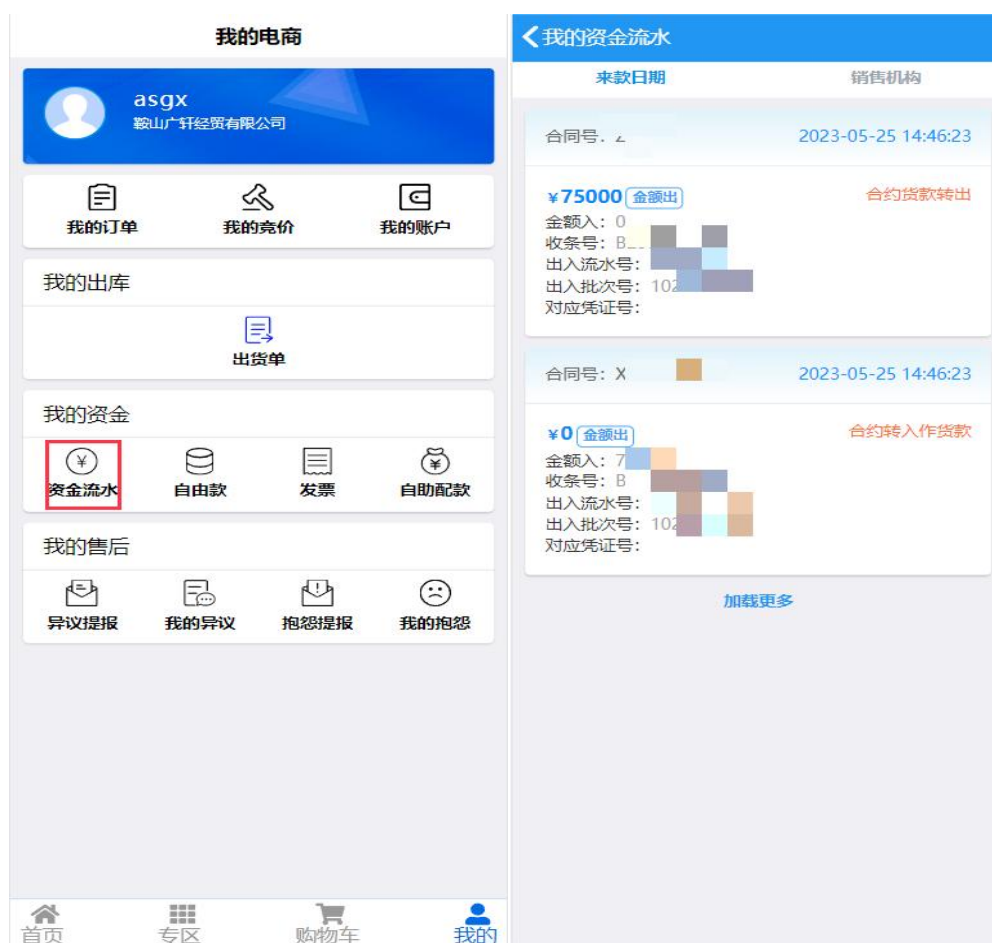 我的电商
asgx
鞍山广轩经贸有限公司
我的订单 我的竞价 我的账户
我的出库
出货单
我的资金
资金流水 自由款 发票 自助配款
我的售后
异议提报 我的异议 抱怨提报 我的抱怨
首页 专区 购物车 我的
我的资金流水
来款日期 销售机构
合同号: 2023-05-25 14:46:23
¥75000 金额出 合约货款转出
金额入: 0
收条号: B
出入流水号:
出入批次号: 102
对应凭证号:
合同号: X 2023-05-25 14:46:23
¥0 金额出 合约转入作货款
金额入: 7
收条号: B
出入流水号:
出入批次号: 102
对应凭证号:
加载更多